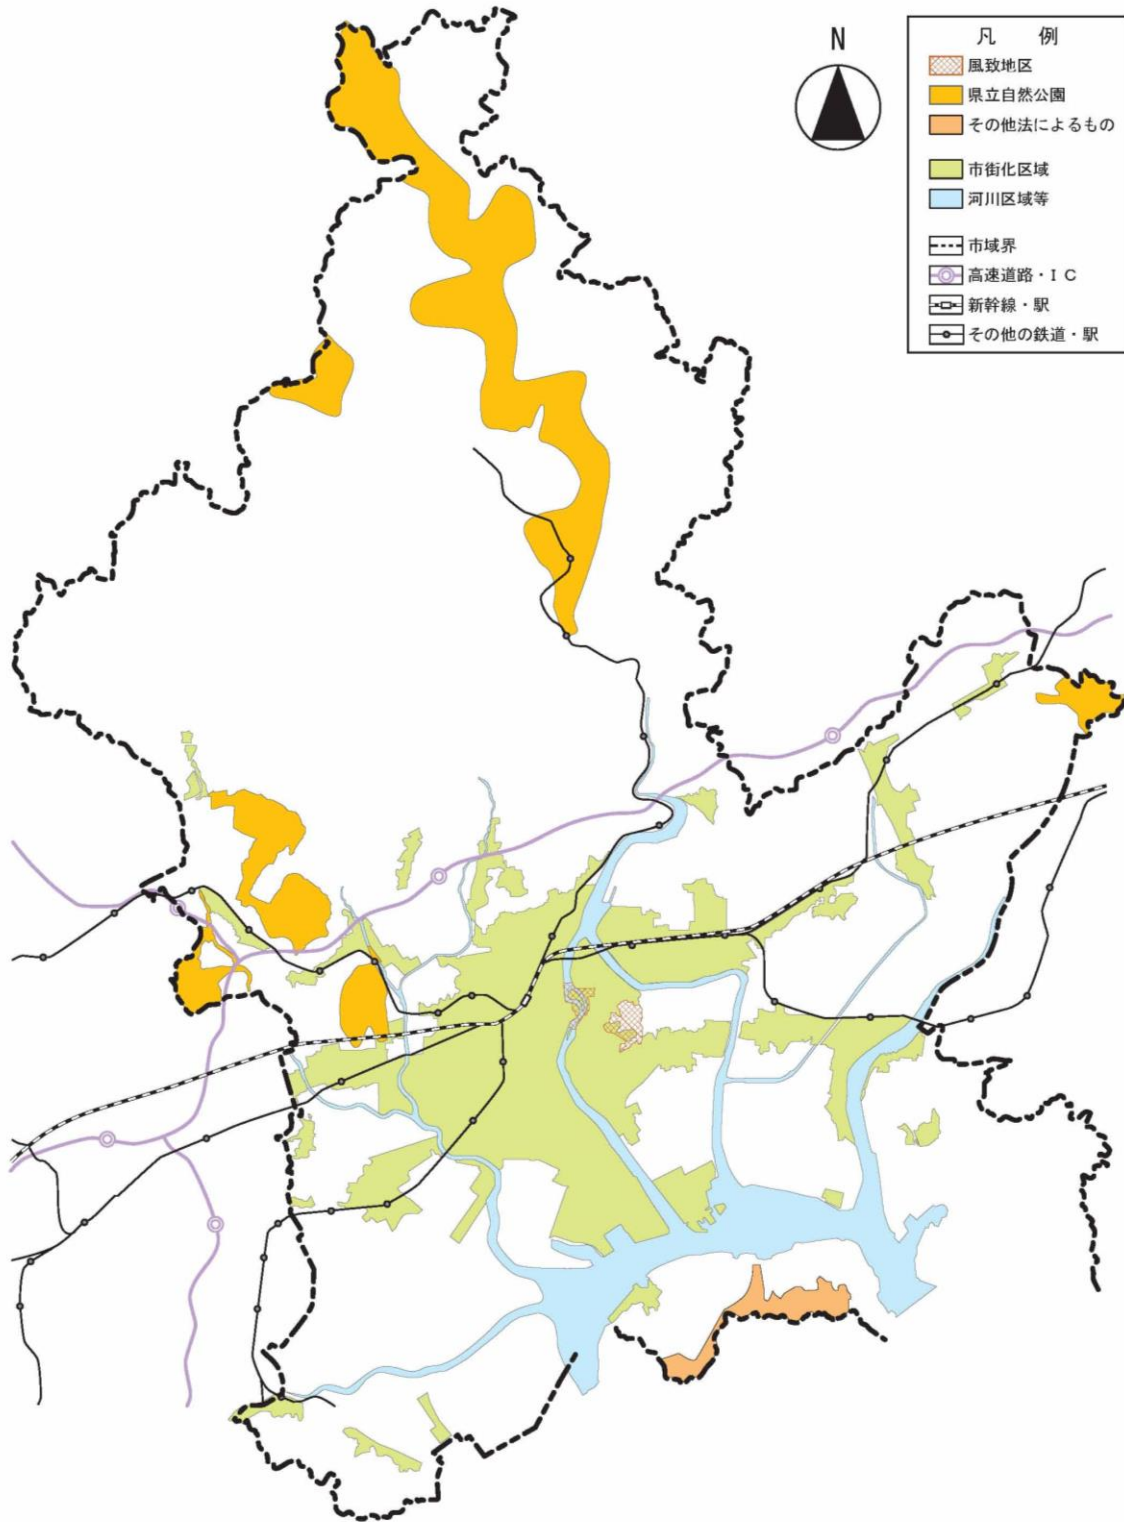 N
凡 例
風致地区
県立自然公園
その他法によるもの
市街化区域
河川区域等
市域界
高速道路・IC
新幹線・駅
その他の鉄道・駅